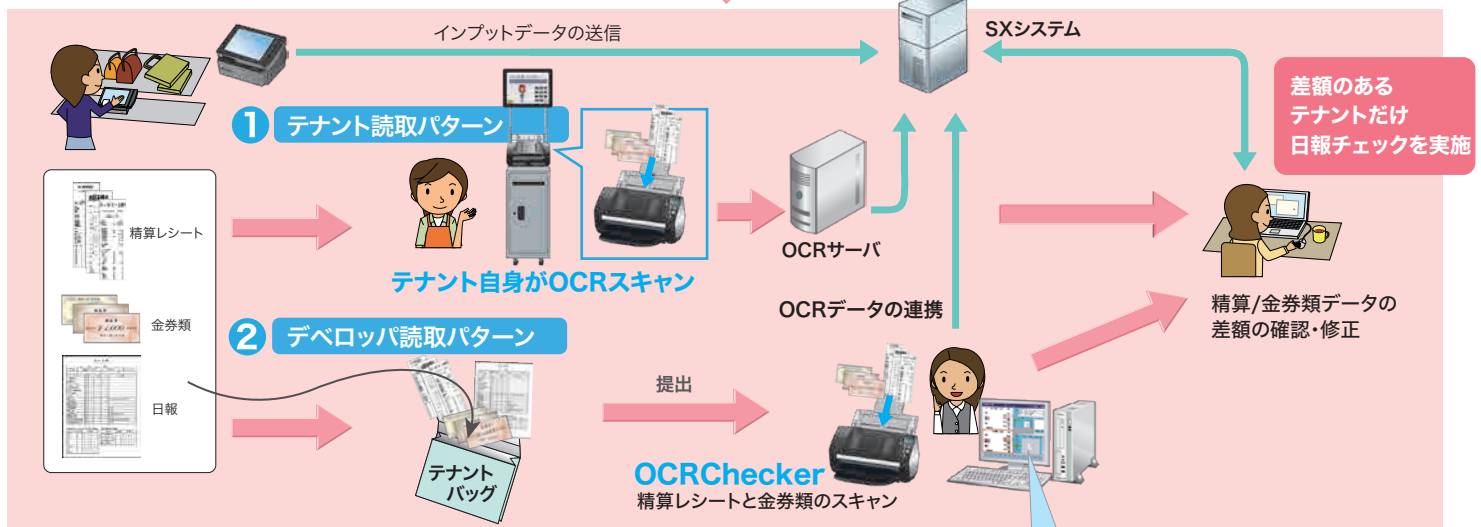 インプットデータの送信
SXシステム
差額のある
テナントだけ
日報チェックを実施
1 テナント読取パターン
精算レシート
OCRサーバ
テナント自身がOCRスキャン
金券類
OCRデータの連携
精算/金券類データの
差額の確認・修正
2 デベロッパ読取パターン
提出
日報
テナント
バッグ
OCRChecker
精算レシートと金券類のスキャン